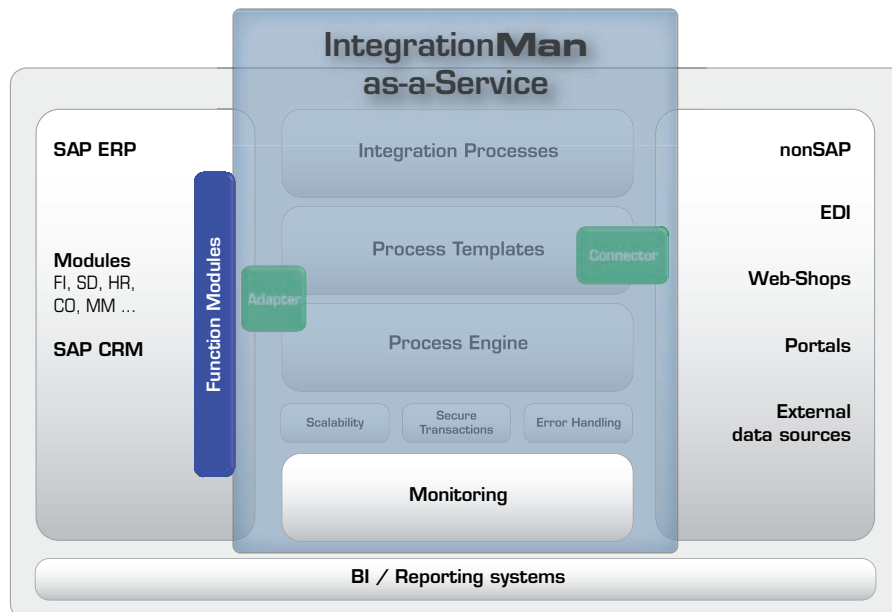 IntegrationMan
as-a-Service
SAP ERP
Modules
FI, SD, HR,
CO, MM ...
SAP CRM
Function Modules
Adapter
Integration Processes
Process Templates
Connector
Process Engine
Scalability
Secure
Transactions
Error Handling
Monitoring
nonSAP
EDI
Web-Shops
Portals
External
data sources
BI / Reporting systems